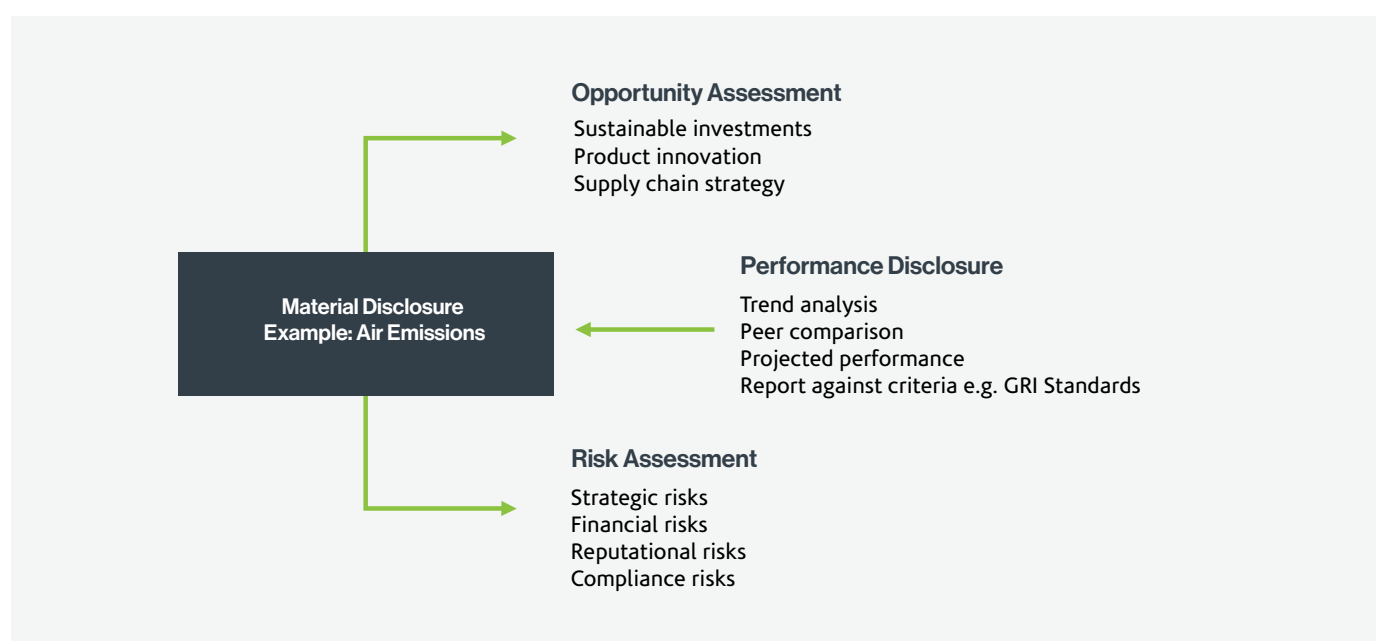 Opportunity Assessment
Sustainable investments
Product innovation
Supply chain strategy
Material Disclosure
Example: Air Emissions
Performance Disclosure
Trend analysis
Peer comparison
Projected performance
Report against criteria e.g. GRI Standards
Risk Assessment
Strategic risks
Financial risks
Reputational risks
Compliance risks